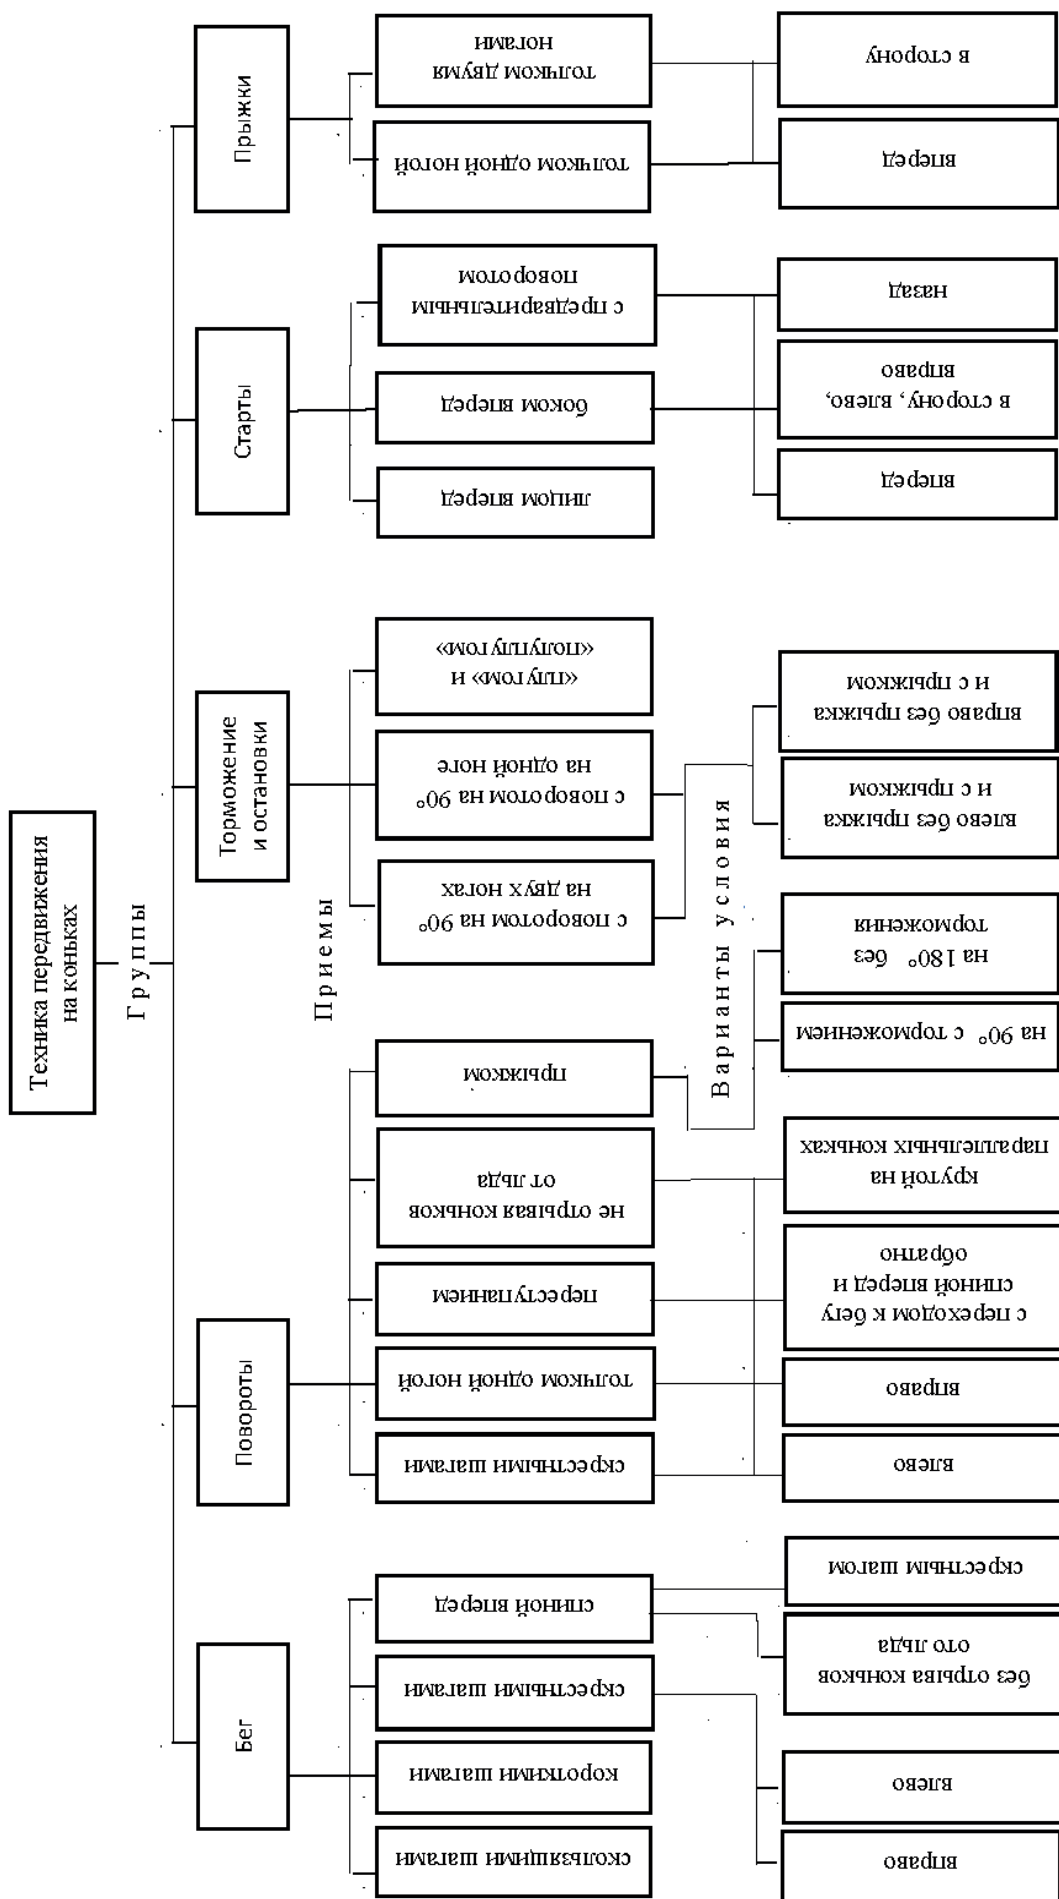 Техника передвижения
на коньках
Группы
Бег
Повороты
Торможение
и остановки
Старты
Прыжки
Приемы
скользящими шагами
короткими шагами
скрестными шагами
спиной вперед
скрестными шагами
толчком одной ногой
переступанием
не отрывая коньков
от льда
прыжком
с поворотом на 90°
на двух ногах
с поворотом на 90°
на одной ноге
«плугом» и
«полуплугом»
лицом вперед
боком вперед
с предварительным
поворотом
толчком одной ногой
толчком двумя
ногами
Варианты условия
вправо
влево
без отрыва коньков
ото льда
скрестным шагом
влево
вправо
с переходом к бегу
спиной вперед и
обратно
крутой на
параллельных коньках
на 90° с торможением
на 180° без
торможения
влево без прыжка
и с прыжком
вправо без прыжка
и с прыжком
вперед
в сторону, влево,
вправо
назад
вперед
в сторону